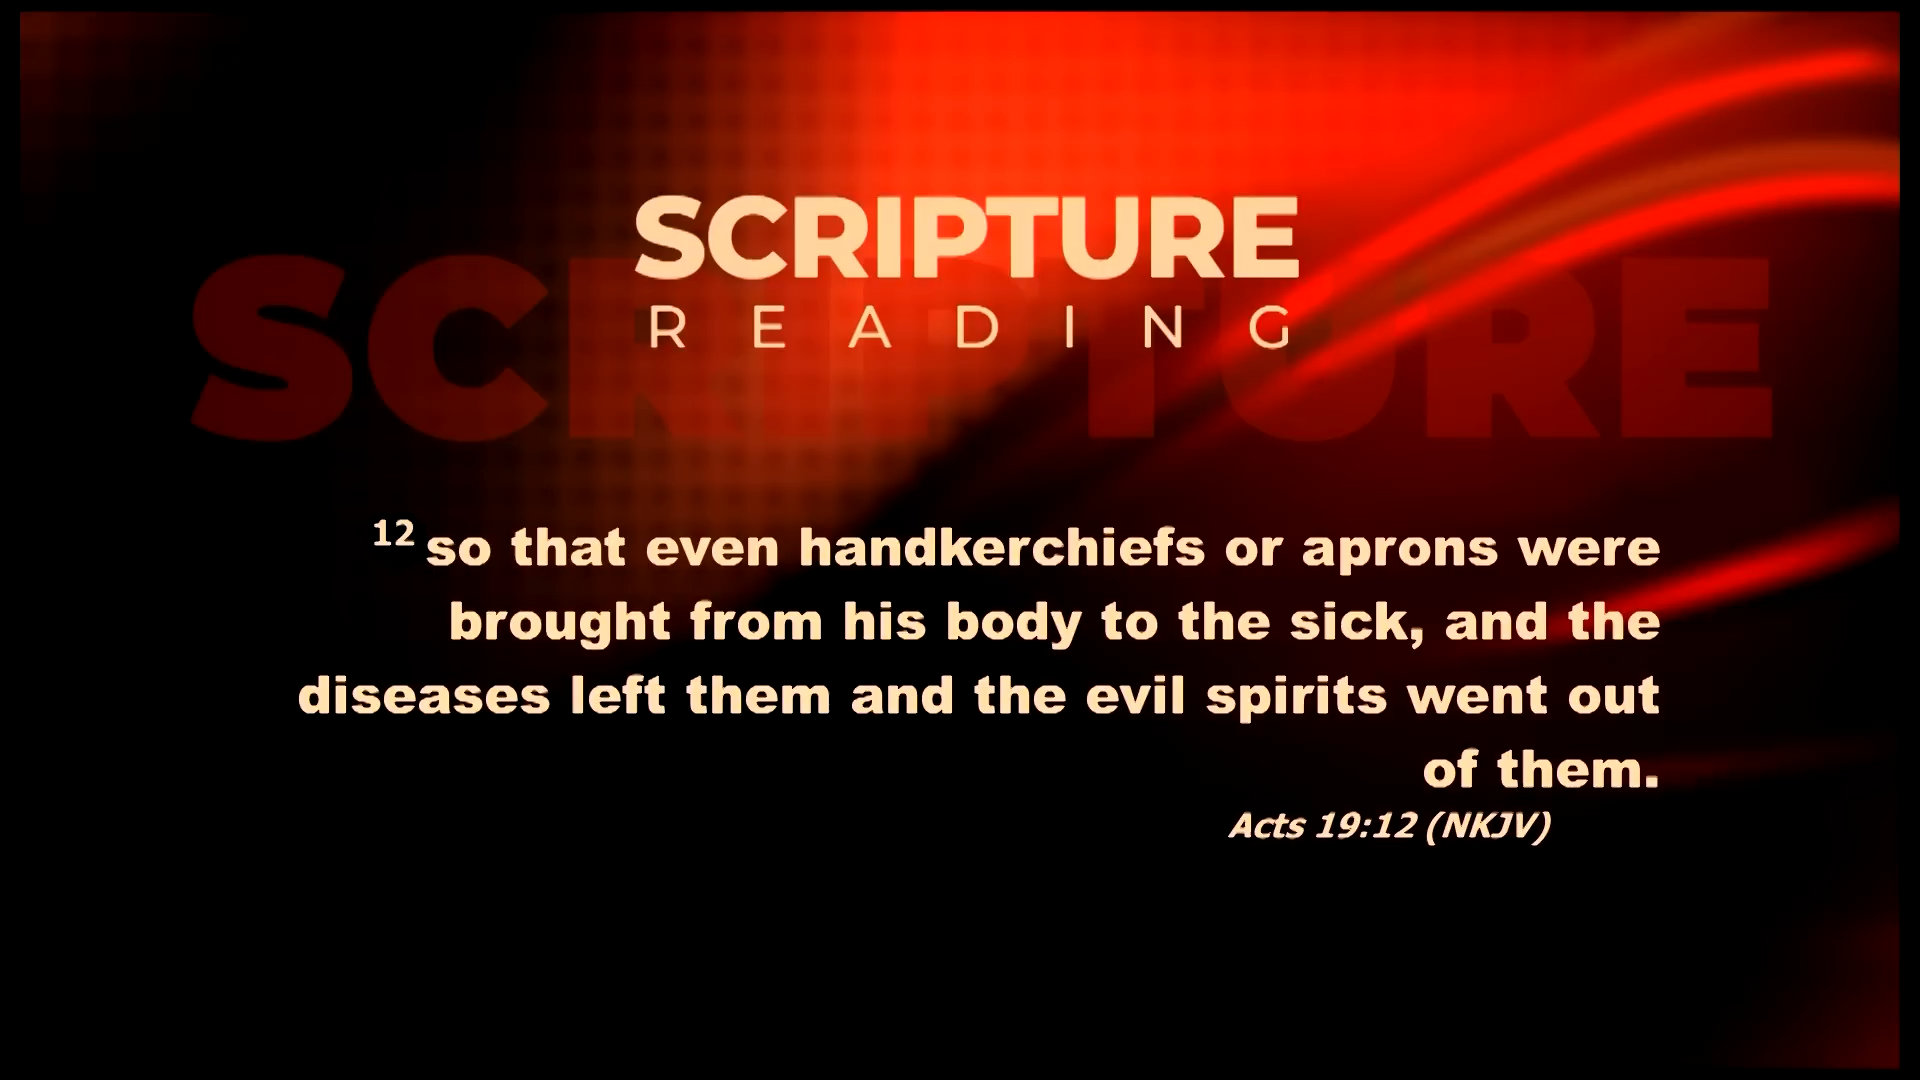 SCRIPTURE
READING
SCRIPTURE
12 so that even handkerchiefs or aprons were
brought from his body to the sick, and the
diseases left them and the evil spirits went out
of them.
Acts 19:12 (NKJV)